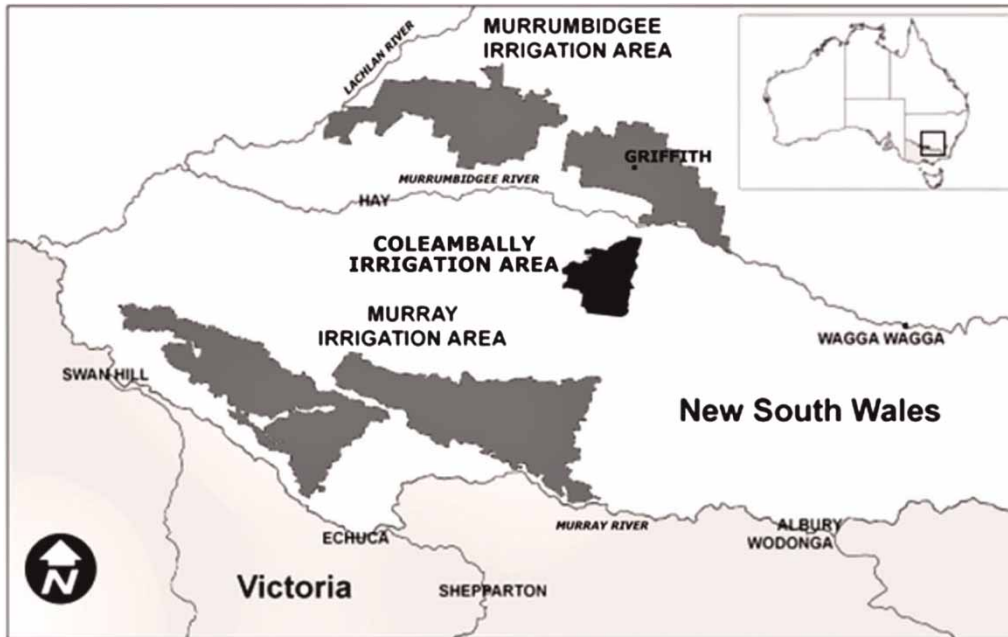 MURRUMBIDGEE
IRRIGATION AREA
LACHLAN RIVER
GRIFFITH
MURRUMBIDGEE RIVER
HAY
COLEAMBALLY
IRRIGATION AREA
MURRAY
IRRIGATION AREA
WAGGA WAGGA
SWAN HILL
New South Wales
MURRAY RIVER
ALBURY
WODONGA
ECHUCA
Victoria
SHEPPARTON
N